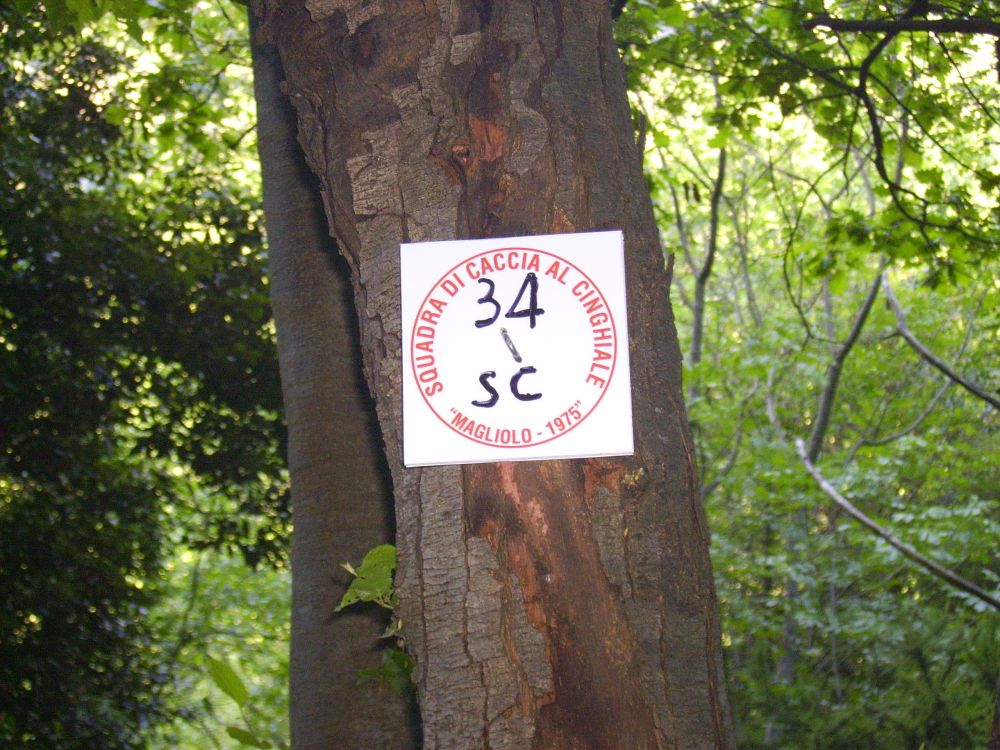 SQUADRA DI CACCIA AL CINGHIALE
34
\
SC
"MAGLIOLO - 1975"